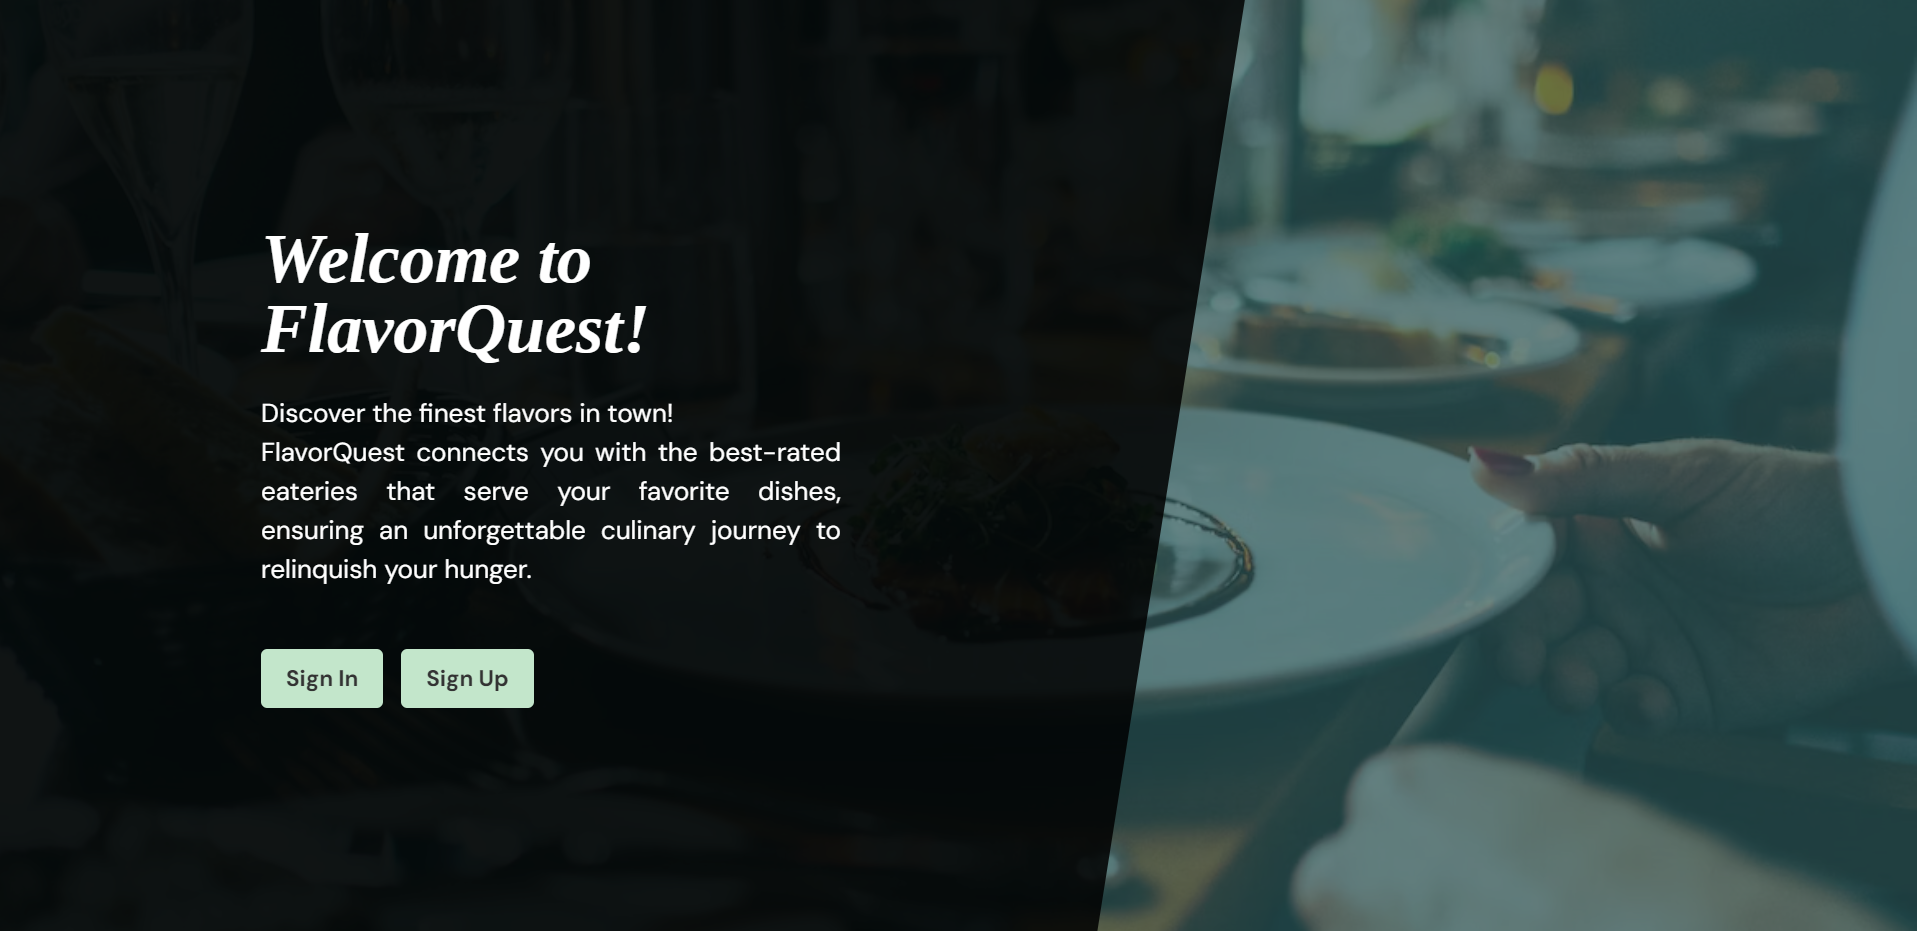 Welcome to
FlavorQuest!
Discover the finest flavors in town!
FlavorQuest connects you with the best-rated
eateries that serve your favorite dishes,
ensuring an unforgettable culinary journey to
relinquish your hunger.
Sign In
Sign Up